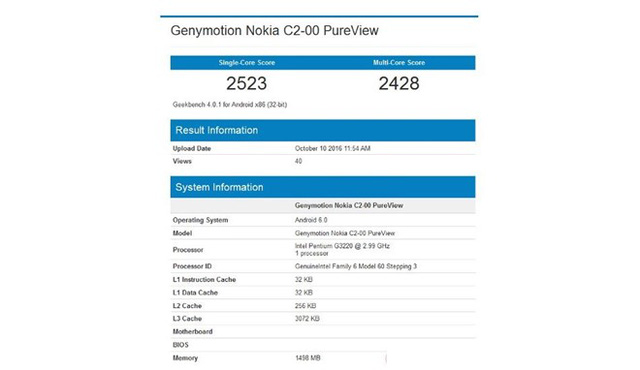 Genymotion Nokia C2-00 PureView
Single-Core Score Multi-Core Score
2523 2428
Geekbench 4.0.1 for Android x86 (32-bit)
Result Information
Upload Date October 10 2016 11:54 AM
Views 40
System Information
Genymotion Nokia C2-00 PureView
Operating System Android 6.0
Model Genymotion Nokia C2-00 PureView
Processor Intel Pentium G3220 @ 2.99 GHz
1 processor
Processor ID GenuineIntel Family 6 Model 60 Stepping 3
L1 Instruction Cache 32 KB
L1 Data Cache 32 KB
L2 Cache 256 KB
L3 Cache 3072 KB
Motherboard
BIOS
Memory 1498 MB